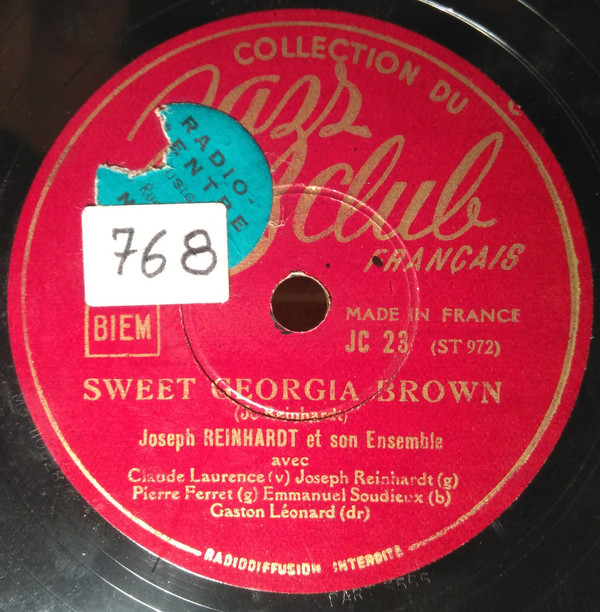 COLLECTION DU
Jazz
club
FRANÇAIS
RADIO-
ENTRE
768
BIEM
MADE IN FRANCE
JC 23 (ST 972)
SWEET GEORGIA BROWN
(Jo Reinhardt)
Joseph REINHARDT et son Ensemble
avec
Claude Laurence (v) Joseph Reinhardt (g)
Pierre Ferret (g) Emmanuel Soudieux (b)
Gaston Léonard (dr)
RADIODIFFUSION INTERDITE